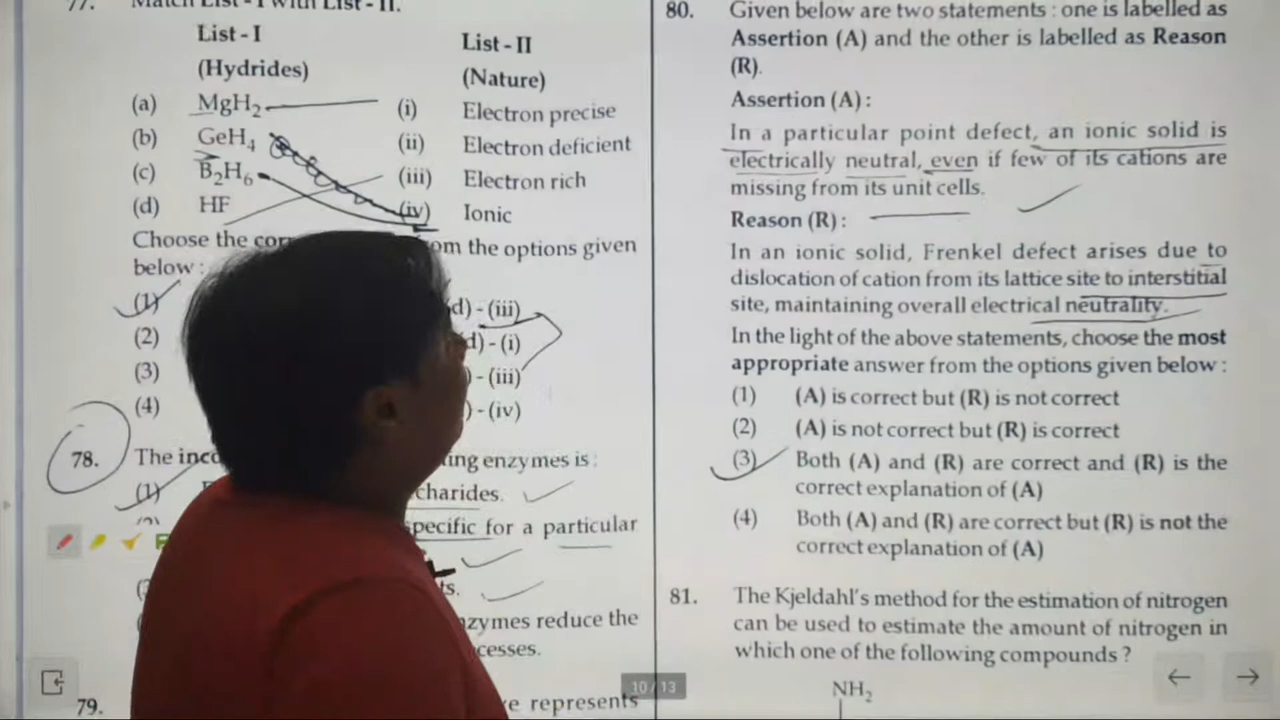 77. Match List - I with List - II.
List - I
List - II
(Hydrides)
(Nature)
(a) MgH₂ (i) Electron precise
(b) GeH₄ (ii) Electron deficient
(c) B₂H₆ (iii) Electron rich
(d) HF (iv) Ionic
Choose the om the options given
below :
(1) d) - (iii)
(2) d) - (i)
(3) ) - (iii)
(4) ) - (iv)
78. The ing enzymes is :
(1) charides.
(2) pecific for a particular
ts.
nzymes reduce the
cesses.
79. e represents
80. Given below are two statements : one is labelled as
Assertion (A) and the other is labelled as Reason
(R).
Assertion (A) :
In a particular point defect, an ionic solid is
electrically neutral, even if few of its cations are
missing from its unit cells.
Reason (R) :
In an ionic solid, Frenkel defect arises due to
dislocation of cation from its lattice site to interstitial
site, maintaining overall electrical neutrality.
In the light of the above statements, choose the most
appropriate answer from the options given below :
(1) (A) is correct but (R) is not correct
(2) (A) is not correct but (R) is correct
(3) Both (A) and (R) are correct and (R) is the
correct explanation of (A)
(4) Both (A) and (R) are correct but (R) is not the
correct explanation of (A)
81. The Kjeldahl's method for the estimation of nitrogen
can be used to estimate the amount of nitrogen in
which one of the following compounds ?
NH₂
10 / 13